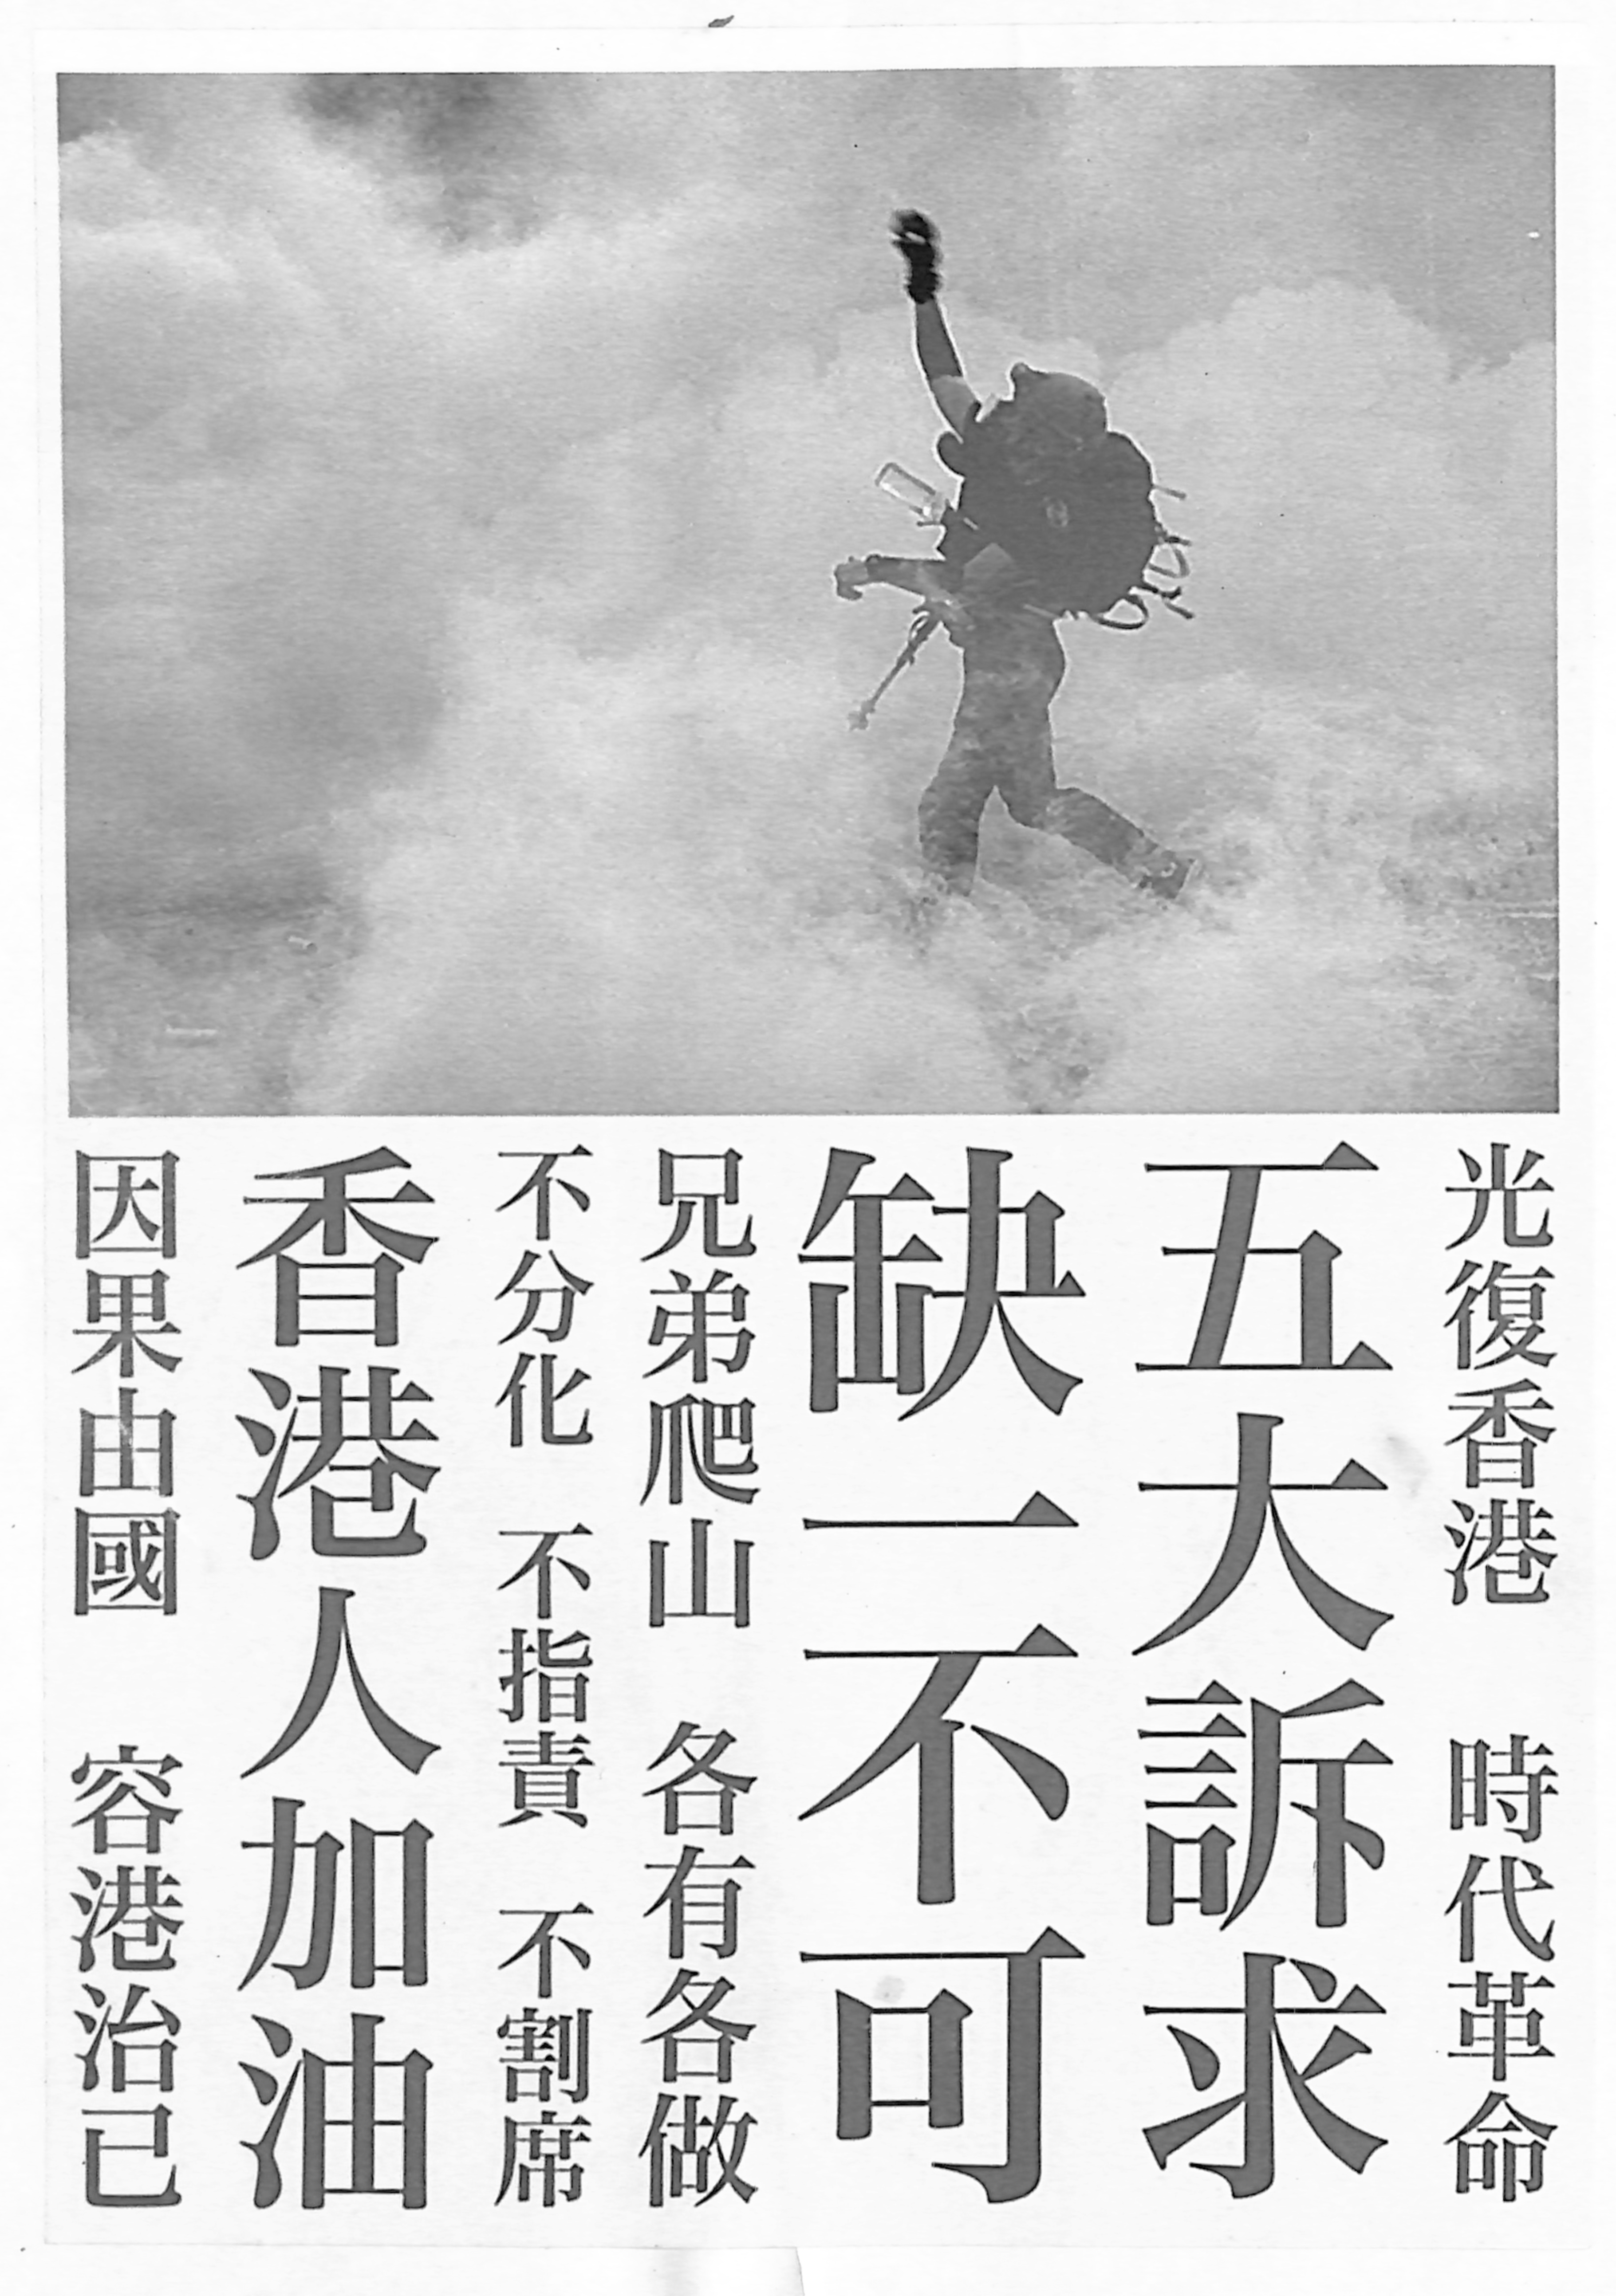 光復香港　時代革命
五大訴求
缺一不可
兄弟爬山　各有各做
不分化　不指責　不割席
香港人加油
因果由國　容港治已